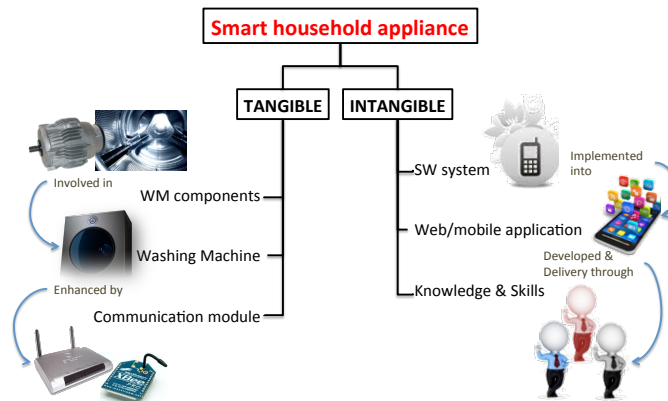 Smart household appliance
TANGIBLE
INTANGIBLE
Involved in
WM components
Washing Machine
Enhanced by
Communication module
XBee
SW system
Implemented
into
Web/mobile application
Developed &
Delivery through
Knowledge & Skills